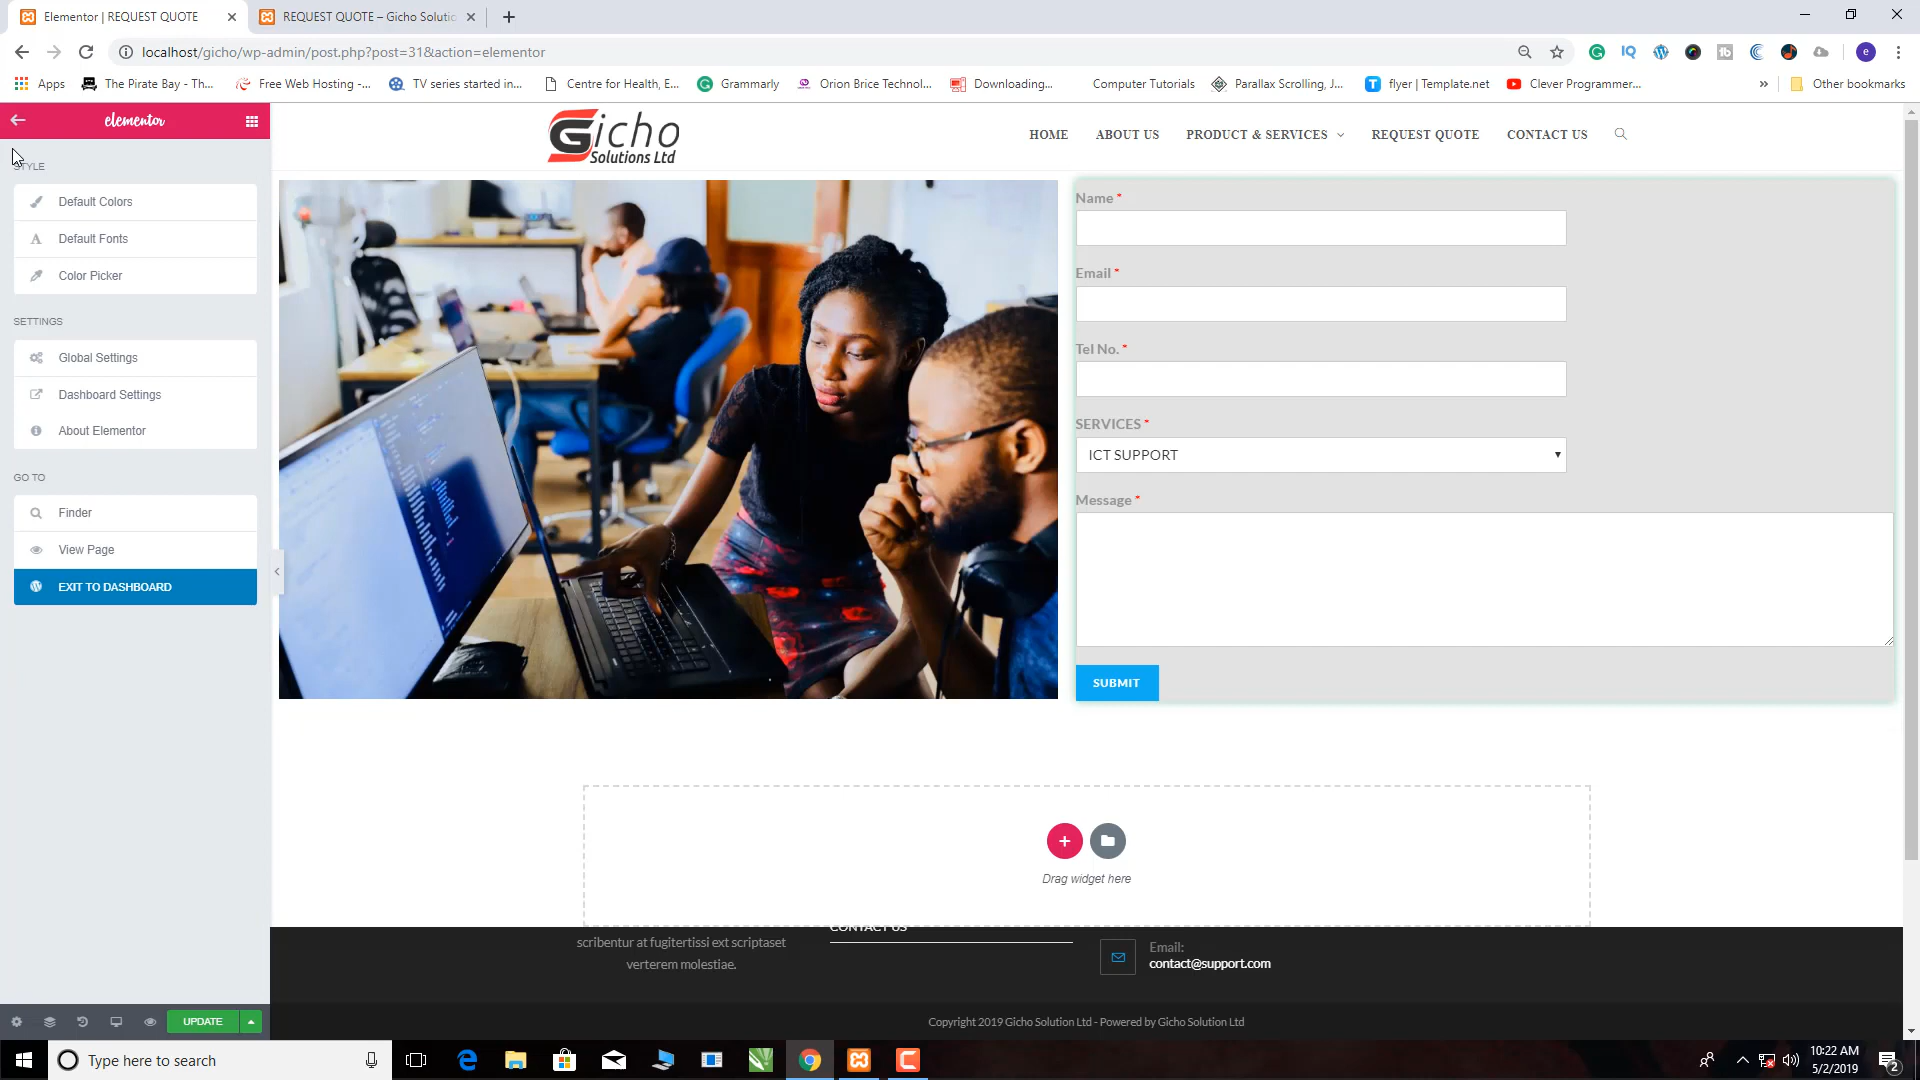 Elementor | REQUEST QUOTE
REQUEST QUOTE – Gicho Solutio
localhost/gicho/wp-admin/post.php?post=31&action=elementor
Apps
The Pirate Bay - Th...
Free Web Hosting -...
TV series started in...
Centre for Health, E...
Grammarly
Orion Brice Technol...
Downloading...
Computer Tutorials
Parallax Scrolling, J...
flyer | Template.net
Clever Programmer...
»
Other bookmarks
elementor
STYLE
Default Colors
Default Fonts
Color Picker
SETTINGS
Global Settings
Dashboard Settings
About Elementor
GO TO
Finder
View Page
EXIT TO DASHBOARD
UPDATE
Gicho
Solutions Ltd
HOME
ABOUT US
PRODUCT & SERVICES
REQUEST QUOTE
CONTACT US
Name *
Email *
Tel No. *
SERVICES *
ICT SUPPORT
Message *
SUBMIT
Drag widget here
scribentur at fugitertissi ext scriptaset
verterem molestiae.
CONTACT US
Email:
contact@support.com
Copyright 2019 Gicho Solution Ltd - Powered by Gicho Solution Ltd
Type here to search
10:22 AM
5/2/2019
2